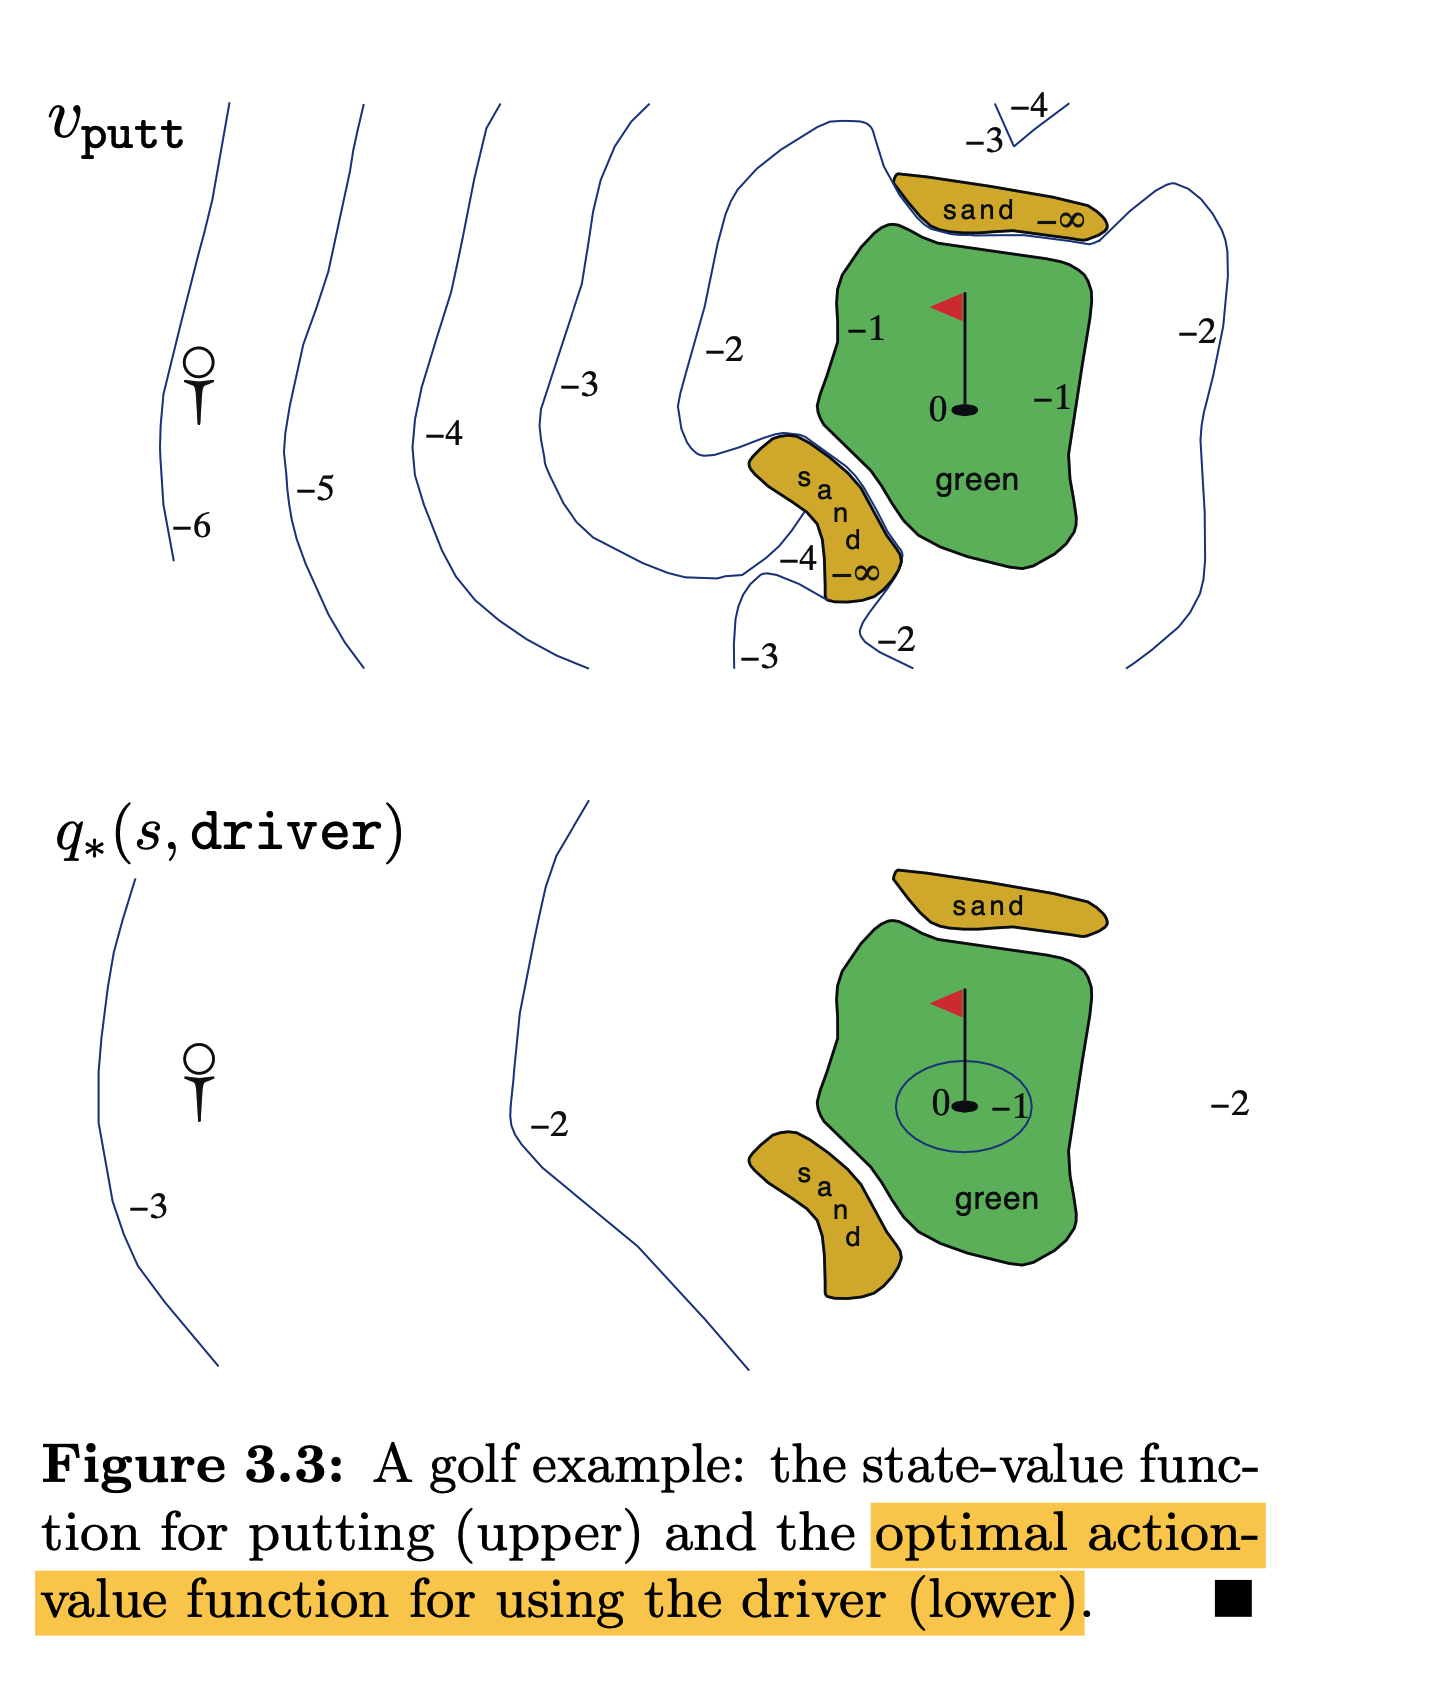 v_putt
−4
−3
sand −∞
−2
−1
−2
−3
−1
0
−4
green
sand
−5
−6
−4
−∞
−2
−3
q_*(s, driver)
sand
0
−1
−2
−2
sand
green
−3
Figure 3.3: A golf example: the state-value func-
tion for putting (upper) and the optimal action-
value function for using the driver (lower). ■